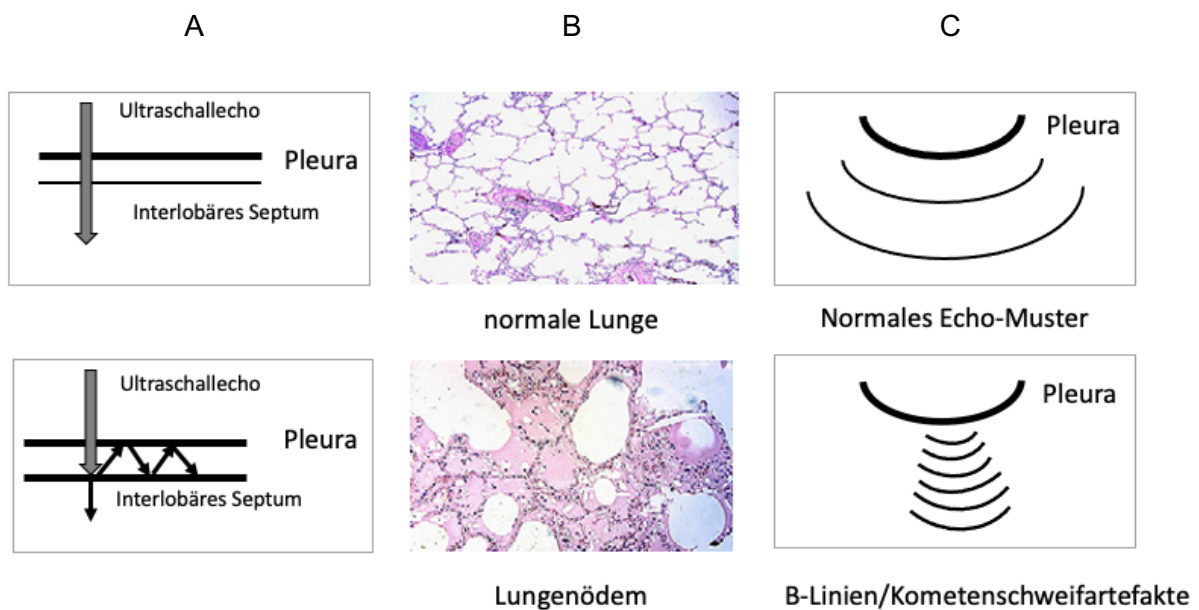 A
B
C
Ultraschallecho
Pleura
Interlobäres Septum
Pleura
normale Lunge
Normales Echo-Muster
Ultraschallecho
Pleura
Interlobäres Septum
Pleura
Lungenödem
B-Linien/Kometenschweifartefakte